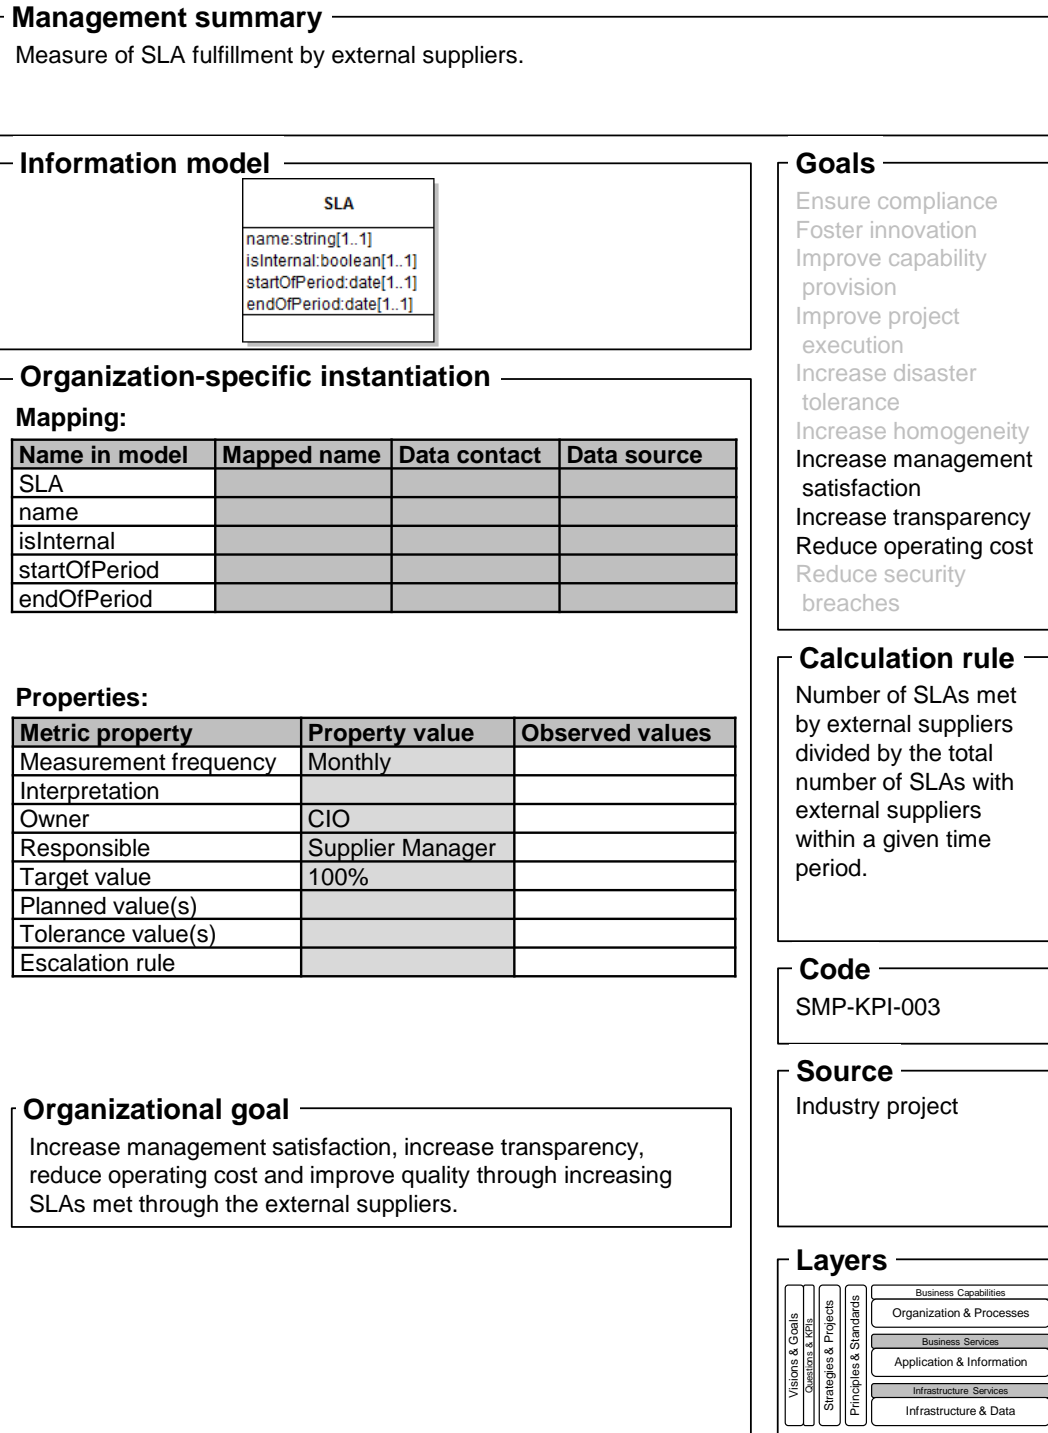 Management summary
Measure of SLA fulfillment by external suppliers.
Information model
SLA
name:string[1..1]
isInternal:boolean[1..1]
startOfPeriod:date[1..1]
endOfPeriod:date[1..1]
Organization-specific instantiation
Mapping:
Name in model Mapped name Data contact Data source
SLA
name
isInternal
startOfPeriod
endOfPeriod
Properties:
Metric property Property value Observed values
Measurement frequency Monthly
Interpretation
Owner CIO
Responsible Supplier Manager
Target value 100%
Planned value(s)
Tolerance value(s)
Escalation rule
Organizational goal
Increase management satisfaction, increase transparency,
reduce operating cost and improve quality through increasing
SLAs met through the external suppliers.
Goals
Ensure compliance
Foster innovation
Improve capability
provision
Improve project
execution
Increase disaster
tolerance
Increase homogeneity
Increase management
satisfaction
Increase transparency
Reduce operating cost
Reduce security
breaches
Calculation rule
Number of SLAs met
by external suppliers
divided by the total
number of SLAs with
external suppliers
within a given time
period.
Code
SMP-KPI-003
Source
Industry project
Layers
Visions & Goals
Questions & KPIs
Strategies & Projects
Principles & Standards
Business Capabilities
Organization & Processes
Business Services
Application & Information
Infrastructure Services
Infrastructure & Data